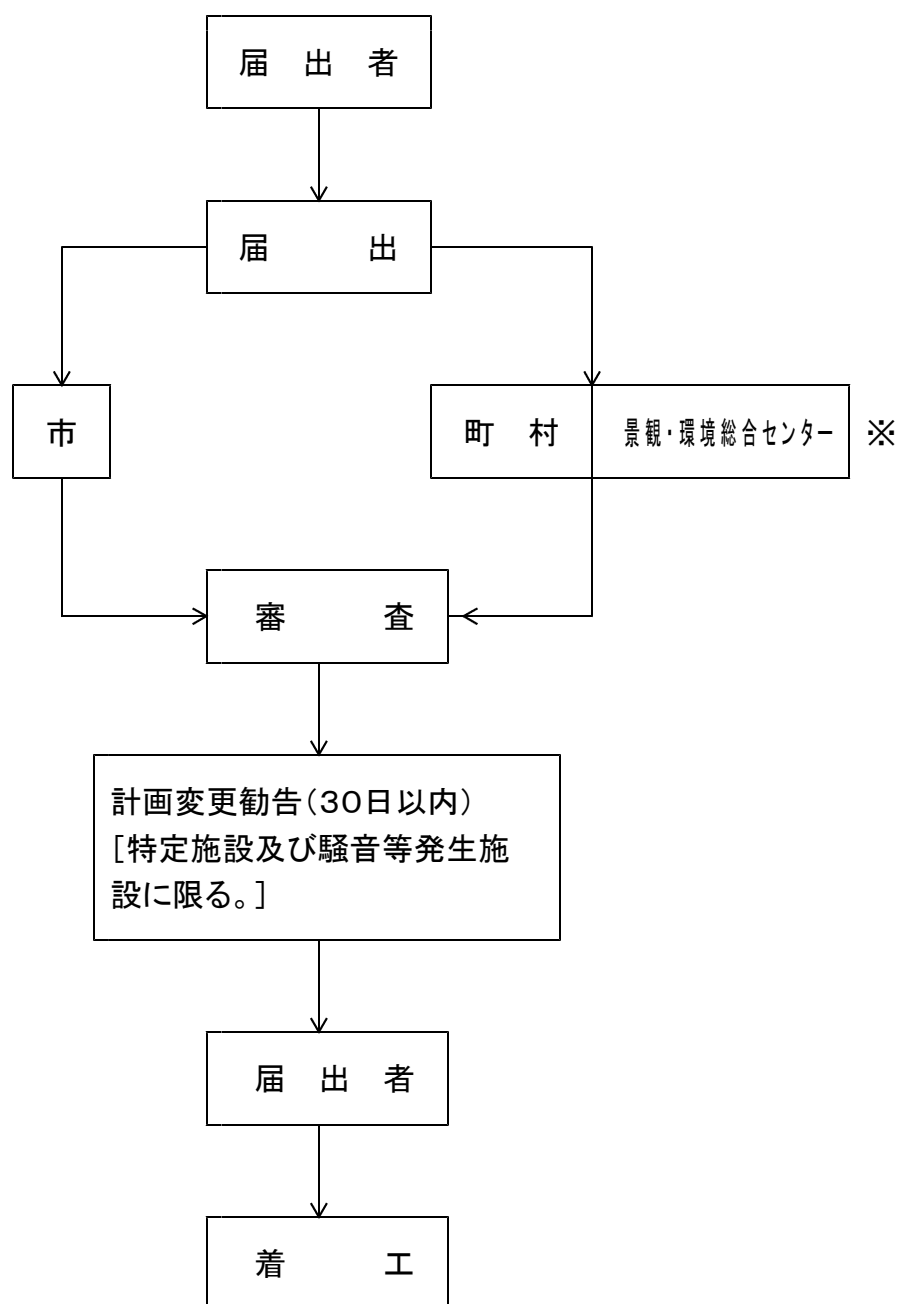 届　出　者
届　　　出
市
町　村　景観・環境総合センター　※
審　　　査
計画変更勧告（30日以内）
［特定施設及び騒音等発生施
設に限る。］
届　出　者
着　　　工